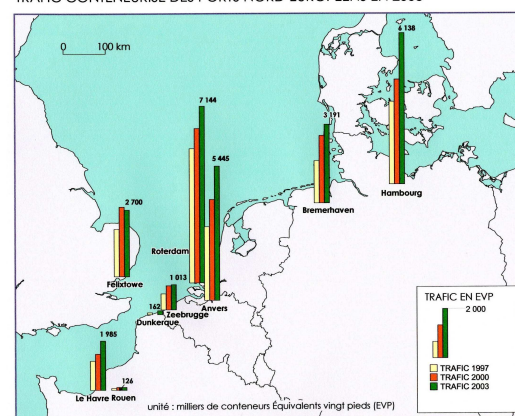 TRAFIC CONTENEURISE DES PORTS NORD-EUROPEENS EN 2003
0 100 km
6 138
7 144
3 191
5 445
Hambourg
2 700
Bremerhaven
Roterdam
1 013
Felixtowe
162
Zeebrugge
Anvers
Dunkerque
TRAFIC EN EVP
2 000
1 985
126
TRAFIC 1997
TRAFIC 2000
TRAFIC 2003
Le Havre Rouen
unité : milliers de conteneurs Équivalents vingt pieds (EVP)